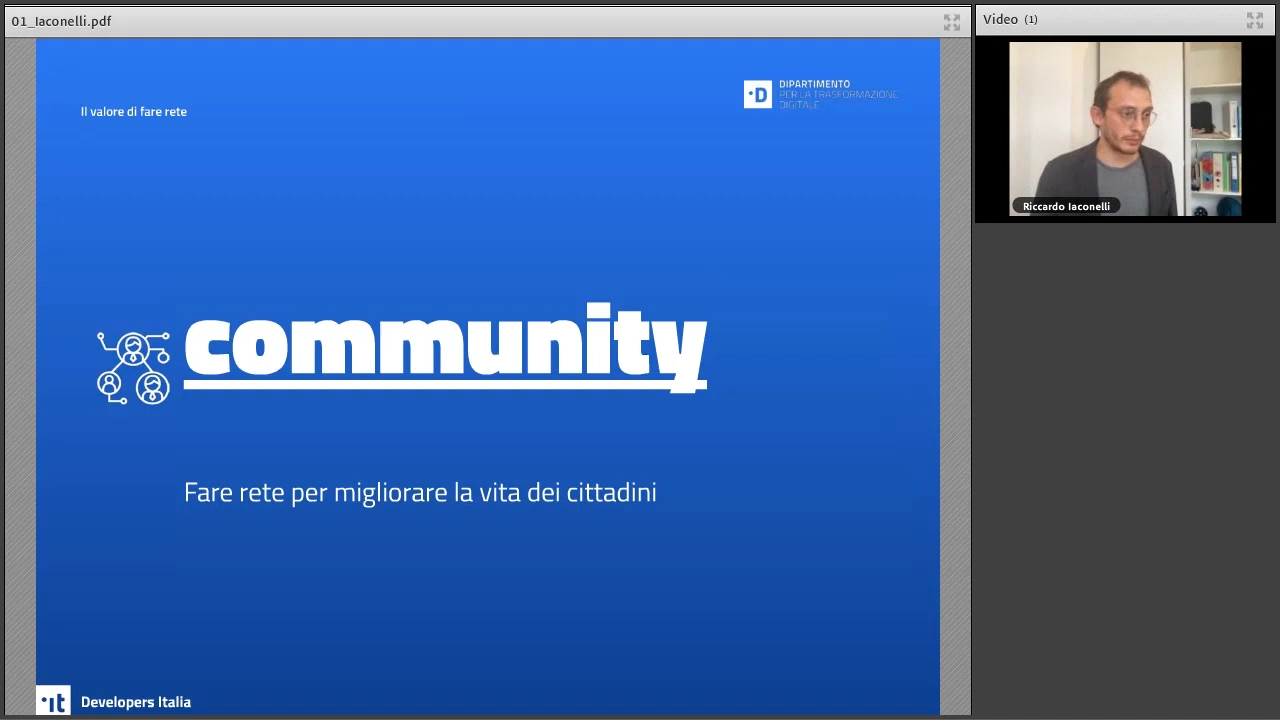 01_Iaconelli.pdf
Video (1)
Il valore di fare rete
·D
DIPARTIMENTO
PER LA TRASFORMAZIONE
DIGITALE
Riccardo Iaconelli
community
Fare rete per migliorare la vita dei cittadini
·it
Developers Italia